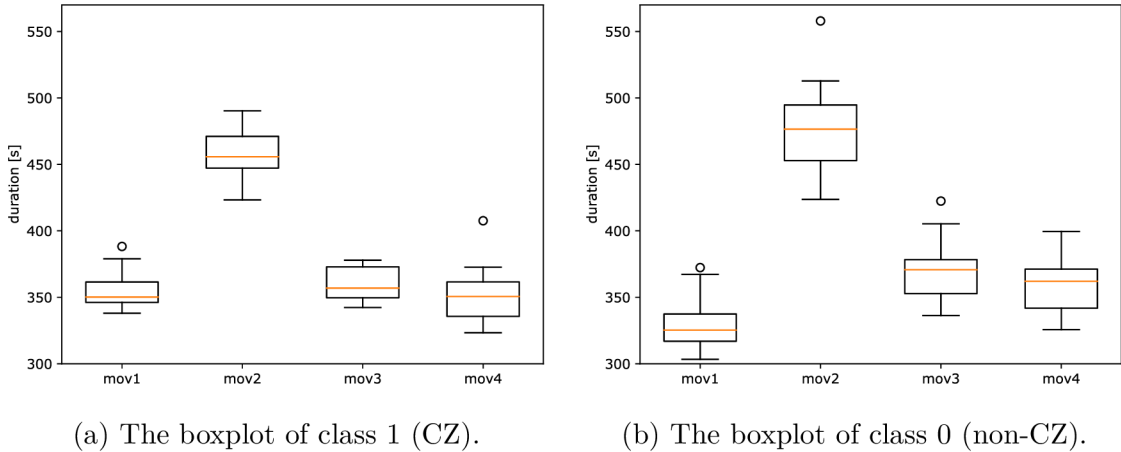 550
500
450
400
350
300
duration [s]
mov1 mov2 mov3 mov4
(a) The boxplot of class 1 (CZ).
550
500
450
400
350
300
duration [s]
mov1 mov2 mov3 mov4
(b) The boxplot of class 0 (non-CZ).